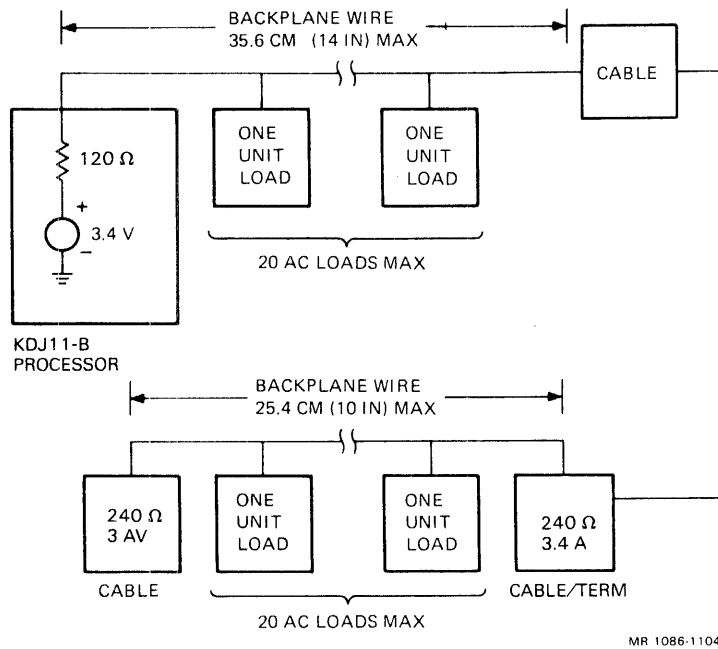 BACKPLANE WIRE
35.6 CM (14 IN) MAX
CABLE
ONE
UNIT
LOAD
ONE
UNIT
LOAD
120 Ω
+
3.4 V
−
20 AC LOADS MAX
KDJ11-B
PROCESSOR
BACKPLANE WIRE
25.4 CM (10 IN) MAX
240 Ω
3 AV
ONE
UNIT
LOAD
ONE
UNIT
LOAD
240 Ω
3.4 A
CABLE
CABLE/TERM
20 AC LOADS MAX
MR 1086-1104